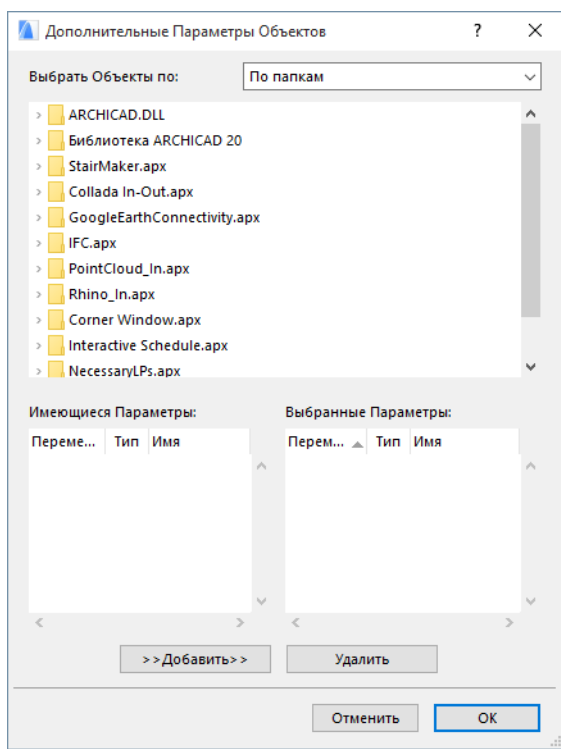 Дополнительные Параметры Объектов ?
Выбрать Объекты по: По папкам
ARCHICAD.DLL
Библиотека ARCHICAD 20
StairMaker.apx
Collada In-Out.apx
GoogleEarthConnectivity.apx
IFC.apx
PointCloud_In.apx
Rhino_In.apx
Corner Window.apx
Interactive Schedule.apx
NecessaryLPs.apx
Имеющиеся Параметры: Выбранные Параметры:
Переме... Тип Имя Перем... Тип Имя
>>Добавить>> Удалить
Отменить ОК